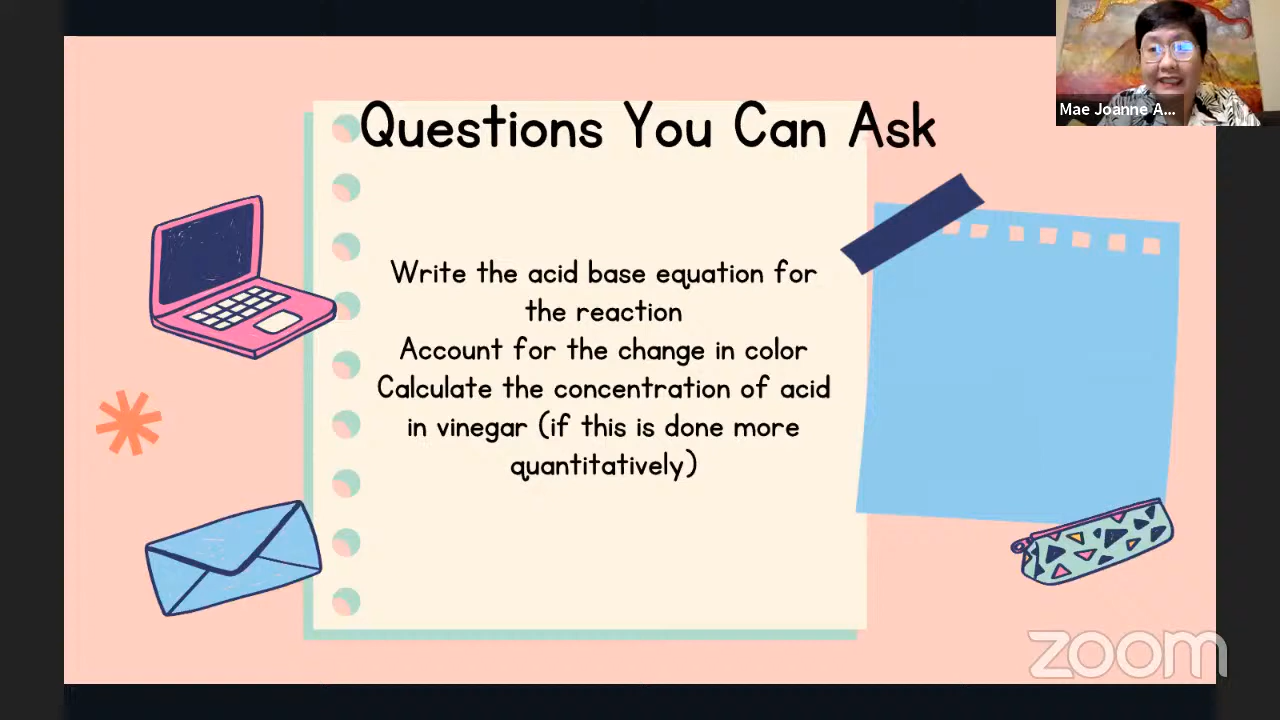 Questions You Can Ask
Mae Joanne A...
Write the acid base equation for
the reaction
Account for the change in color
Calculate the concentration of acid
in vinegar (if this is done more
quantitatively)
zoom